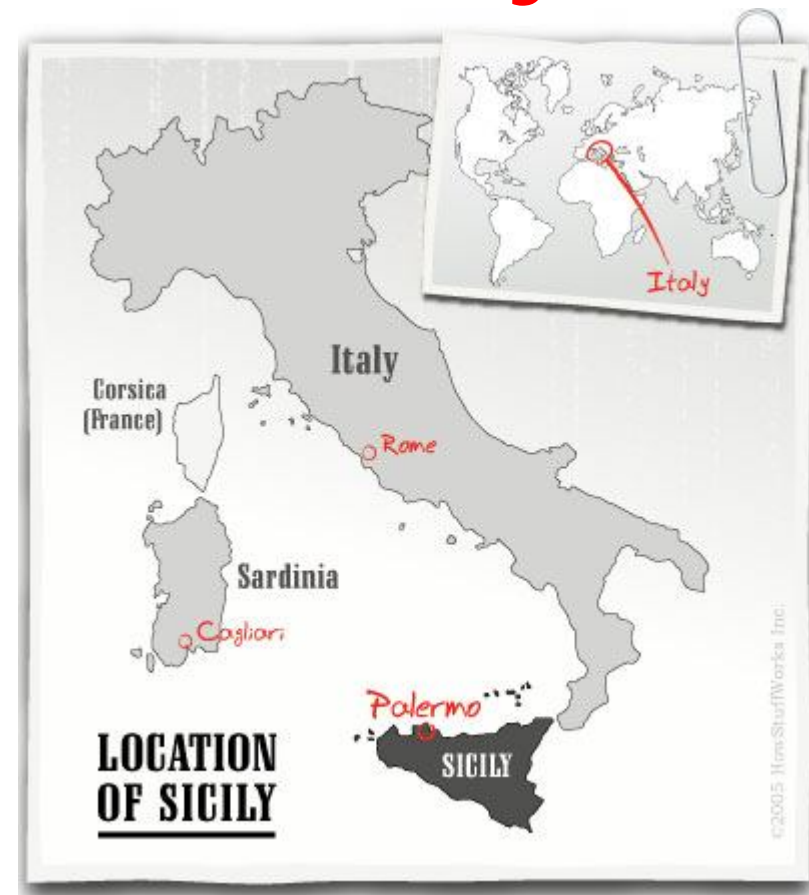 Italy
Italy
Corsica
(France)
Rome
Sardinia
Cagliari
Palermo
SICILY
LOCATION
OF SICILY
©2005 HowStuffWorks Inc.